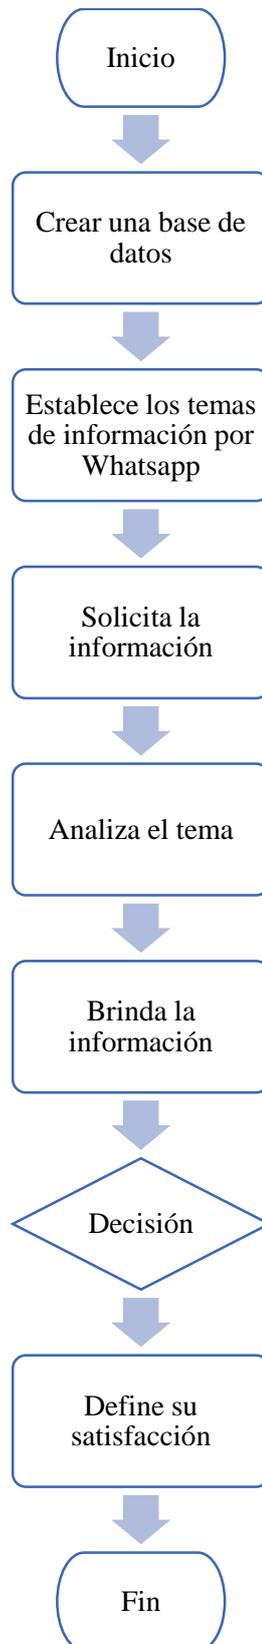 Inicio
Crear una base de
datos
Establece los temas
de información por
Whatsapp
Solicita la
información
Analiza el tema
Brinda la
información
Decisión
Define su
satisfacción
Fin